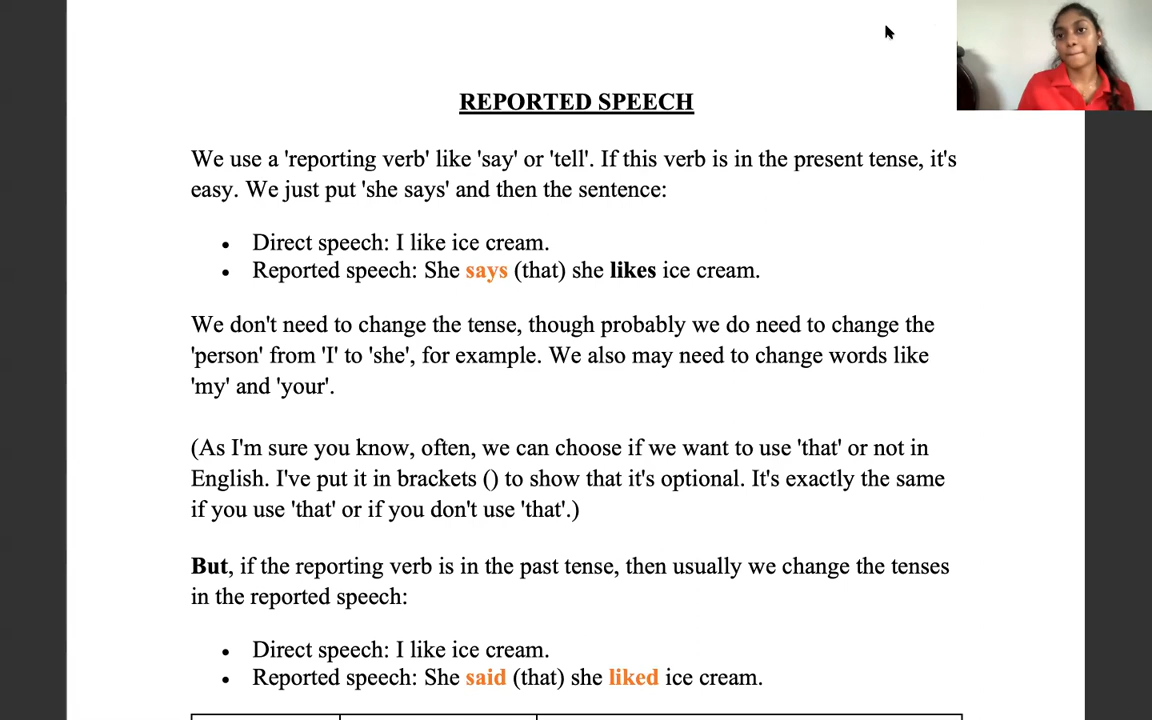 REPORTED SPEECH
We use a 'reporting verb' like 'say' or 'tell'. If this verb is in the present tense, it's
easy. We just put 'she says' and then the sentence:
• Direct speech: I like ice cream.
• Reported speech: She says (that) she likes ice cream.
We don't need to change the tense, though probably we do need to change the
'person' from 'I' to 'she', for example. We also may need to change words like
'my' and 'your'.
(As I'm sure you know, often, we can choose if we want to use 'that' or not in
English. I've put it in brackets () to show that it's optional. It's exactly the same
if you use 'that' or if you don't use 'that'.)
But, if the reporting verb is in the past tense, then usually we change the tenses
in the reported speech:
• Direct speech: I like ice cream.
• Reported speech: She said (that) she liked ice cream.